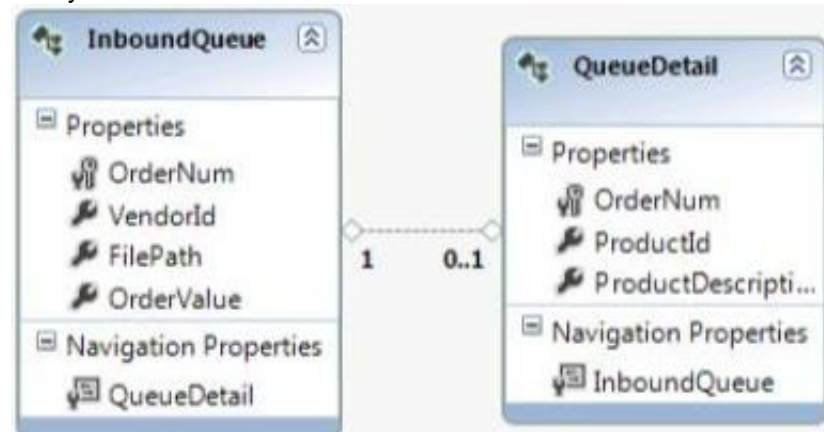 InboundQueue
Properties
OrderNum
VendorId
FilePath
OrderValue
Navigation Properties
QueueDetail
1
0..1
QueueDetail
Properties
OrderNum
ProductId
ProductDescripti...
Navigation Properties
InboundQueue